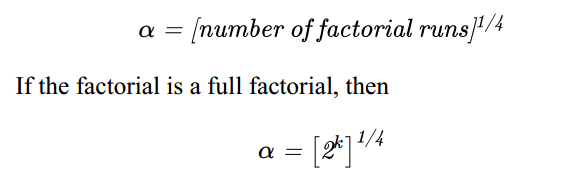 α = [number of factorial runs]^{1/4}
If the factorial is a full factorial, then
α = [2^k]^{1/4}